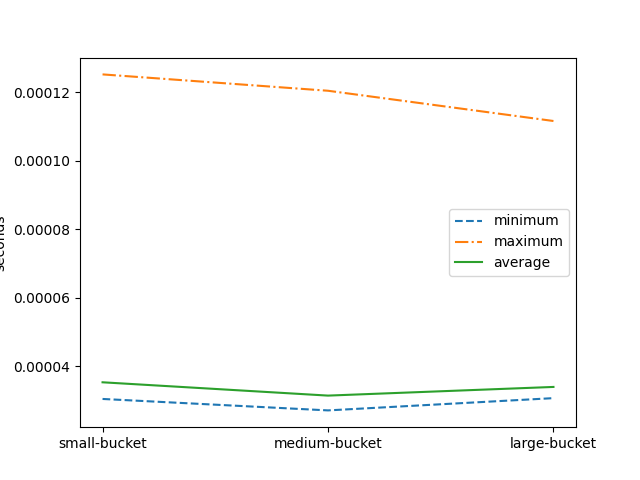 0.00012
0.00010
0.00008
0.00006
0.00004
seconds
minimum
maximum
average
small-bucket
medium-bucket
large-bucket